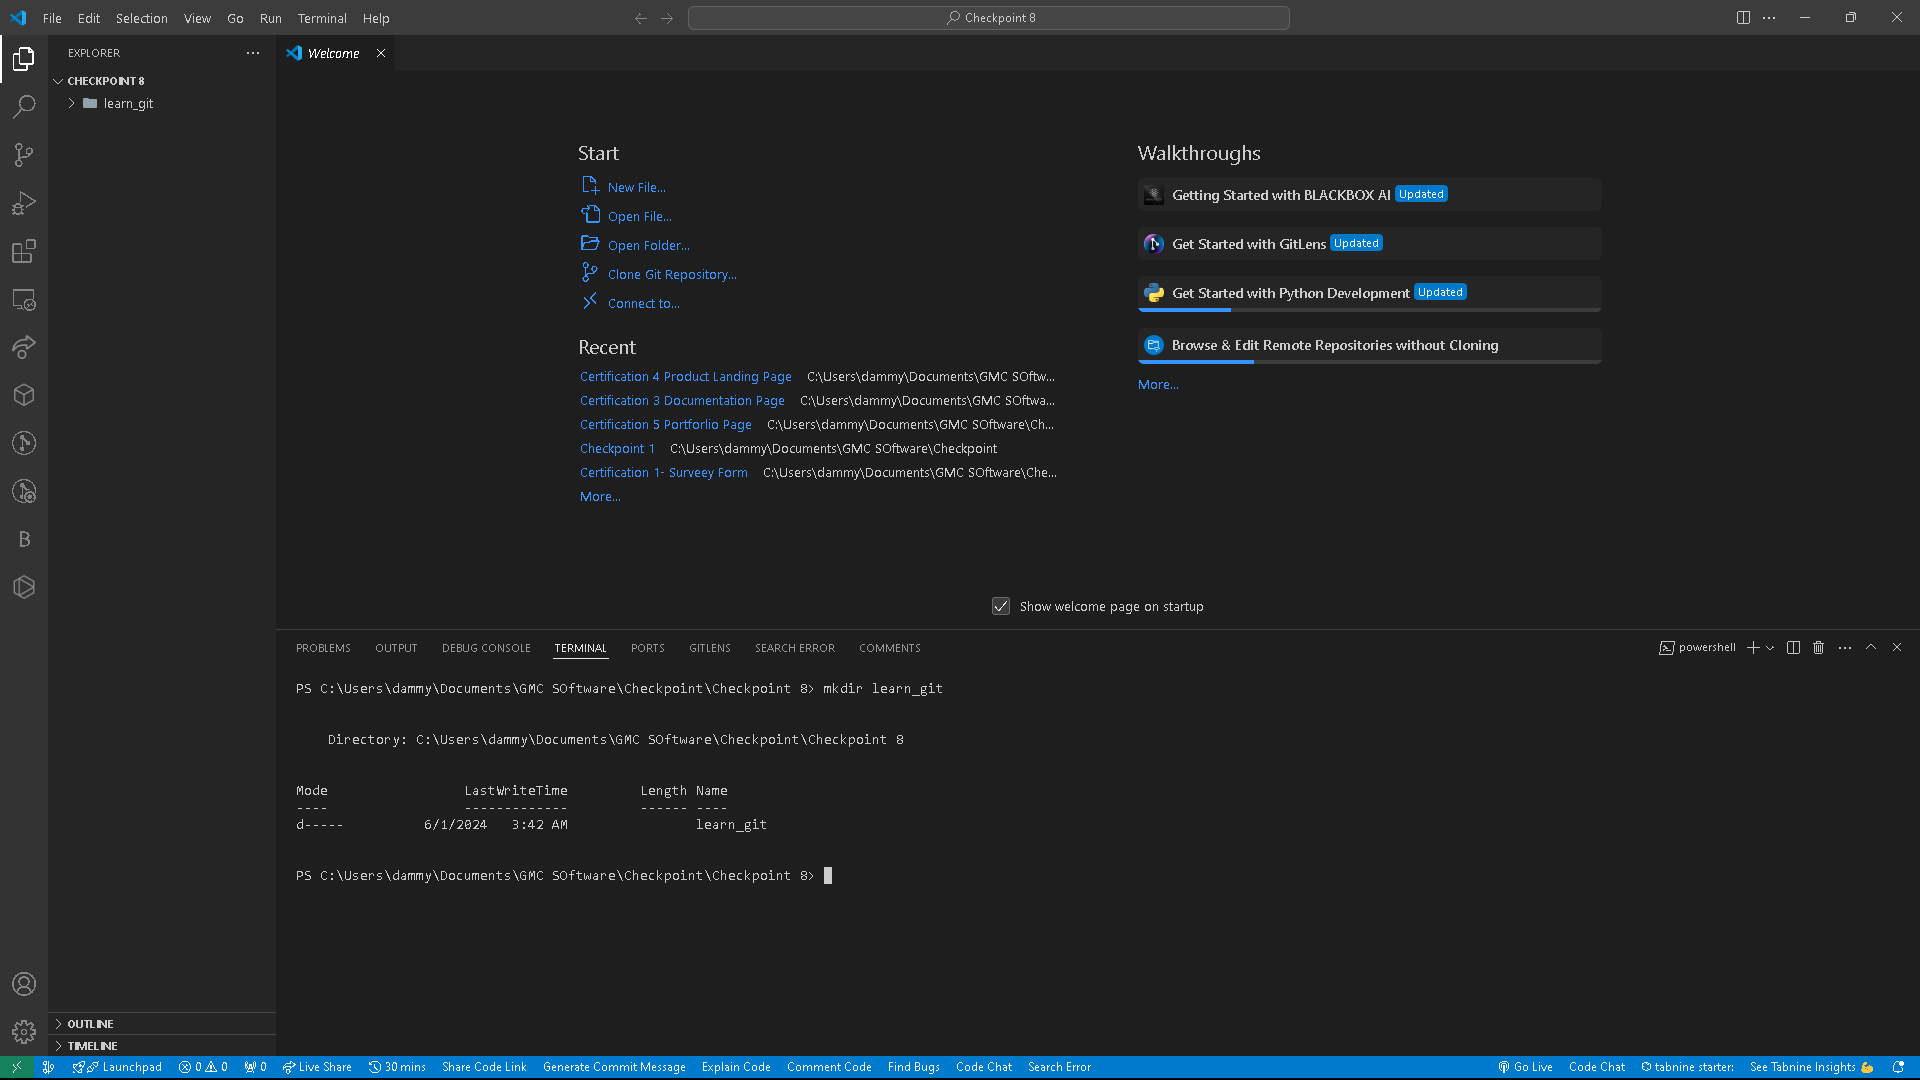 File Edit Selection View Go Run Terminal Help
Checkpoint 8
EXPLORER
CHECKPOINT 8
learn_git
OUTLINE
TIMELINE
Welcome
Start
New File...
Open File...
Open Folder...
Clone Git Repository...
Connect to...
Recent
Certification 4 Product Landing Page C:\Users\dammy\Documents\GMC SOftw...
Certification 3 Documentation Page C:\Users\dammy\Documents\GMC SOftwa...
Certification 5 Portforlio Page C:\Users\dammy\Documents\GMC SOftware\Ch...
Checkpoint 1 C:\Users\dammy\Documents\GMC SOftware\Checkpoint
Certification 1- Surveey Form C:\Users\dammy\Documents\GMC SOftware\Che...
More...
Walkthroughs
Getting Started with BLACKBOX AI Updated
Get Started with GitLens Updated
Get Started with Python Development Updated
Browse & Edit Remote Repositories without Cloning
More...
Show welcome page on startup
PROBLEMS OUTPUT DEBUG CONSOLE TERMINAL PORTS GITLENS SEARCH ERROR COMMENTS
powershell
PS C:\Users\dammy\Documents\GMC SOftware\Checkpoint\Checkpoint 8> mkdir learn_git
Directory: C:\Users\dammy\Documents\GMC SOftware\Checkpoint\Checkpoint 8
Mode LastWriteTime Length Name
---- ------------- ------ ----
d----- 6/1/2024 3:42 AM learn_git
PS C:\Users\dammy\Documents\GMC SOftware\Checkpoint\Checkpoint 8>
Launchpad 0 0 0 Live Share 30 mins Share Code Link Generate Commit Message Explain Code Comment Code Find Bugs Code Chat Search Error Go Live Code Chat tabnine starter: See Tabnine Insights